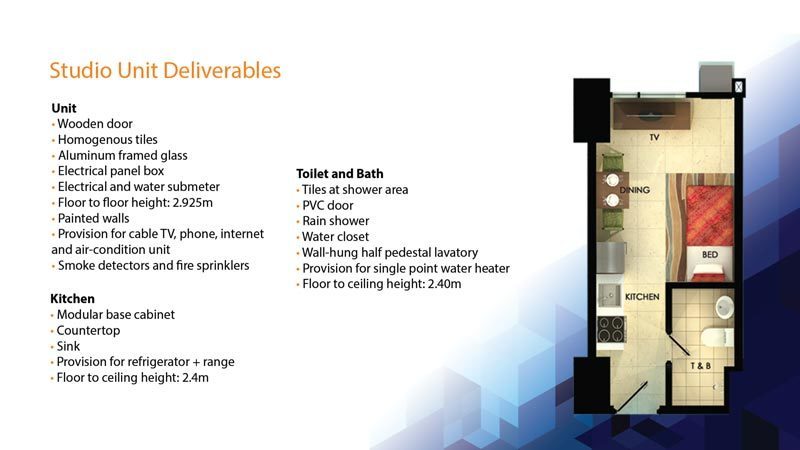 Studio Unit Deliverables
Unit
• Wooden door
• Homogenous tiles
• Aluminum framed glass
• Electrical panel box
• Electrical and water submeter
• Floor to floor height: 2.925m
• Painted walls
• Provision for cable TV, phone, internet
and air-condition unit
• Smoke detectors and fire sprinklers
Kitchen
• Modular base cabinet
• Countertop
• Sink
• Provision for refrigerator + range
• Floor to ceiling height: 2.4m
Toilet and Bath
• Tiles at shower area
• PVC door
• Rain shower
• Water closet
• Wall-hung half pedestal lavatory
• Provision for single point water heater
• Floor to ceiling height: 2.40m
TV
DINING
BED
KITCHEN
T & B